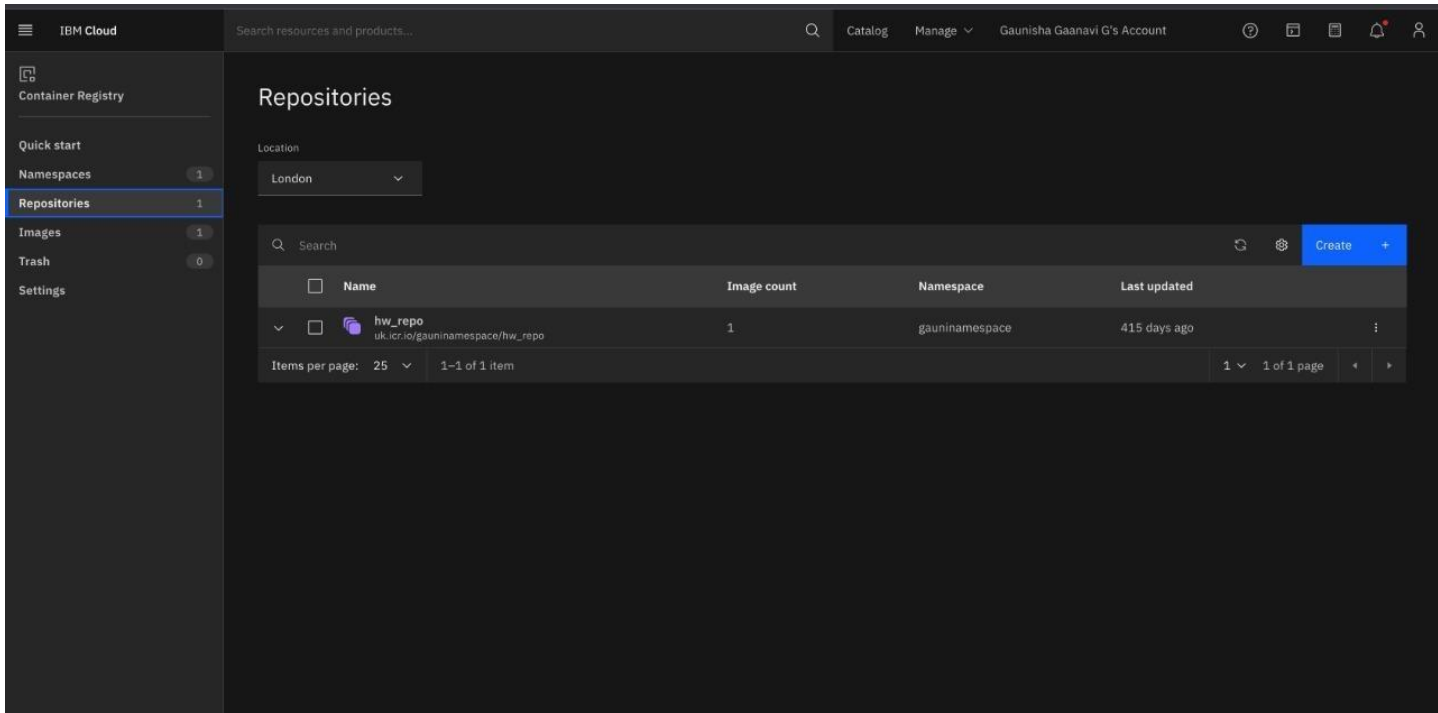 IBM Cloud
Search resources and products...
Catalog
Manage
Gaunisha Gaanavi G's Account
Container Registry
Quick start
Namespaces 1
Repositories 1
Images 1
Trash 0
Settings
Repositories
Location
London
Search
Create +
Name Image count Namespace Last updated
hw_repo
uk.icr.io/gauninamespace/hw_repo
1 gauninamespace 415 days ago
Items per page: 25 1–1 of 1 item 1 1 of 1 page